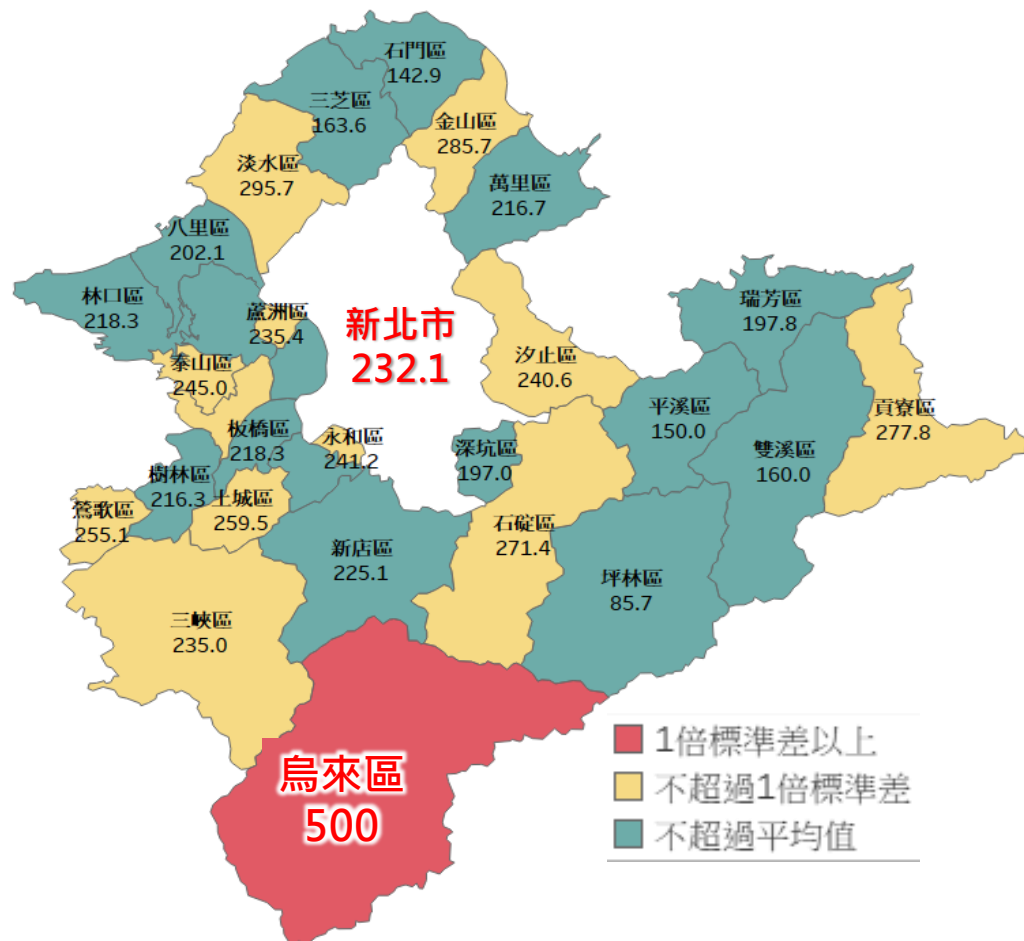 石門區
142.9
三芝區
163.6
金山區
285.7
淡水區
295.7
萬里區
216.7
八里區
202.1
林口區
218.3
蘆洲區
235.4
新北市
232.1
瑞芳區
197.8
汐止區
240.6
泰山區
245.0
平溪區
150.0
貢寮區
277.8
板橋區
218.3
永和區
241.2
深坑區
197.0
雙溪區
160.0
樹林區
216.3
土城區
259.5
鶯歌區
255.1
石碇區
271.4
新店區
225.1
坪林區
85.7
三峽區
235.0
烏來區
500
1倍標準差以上
不超過1倍標準差
不超過平均值